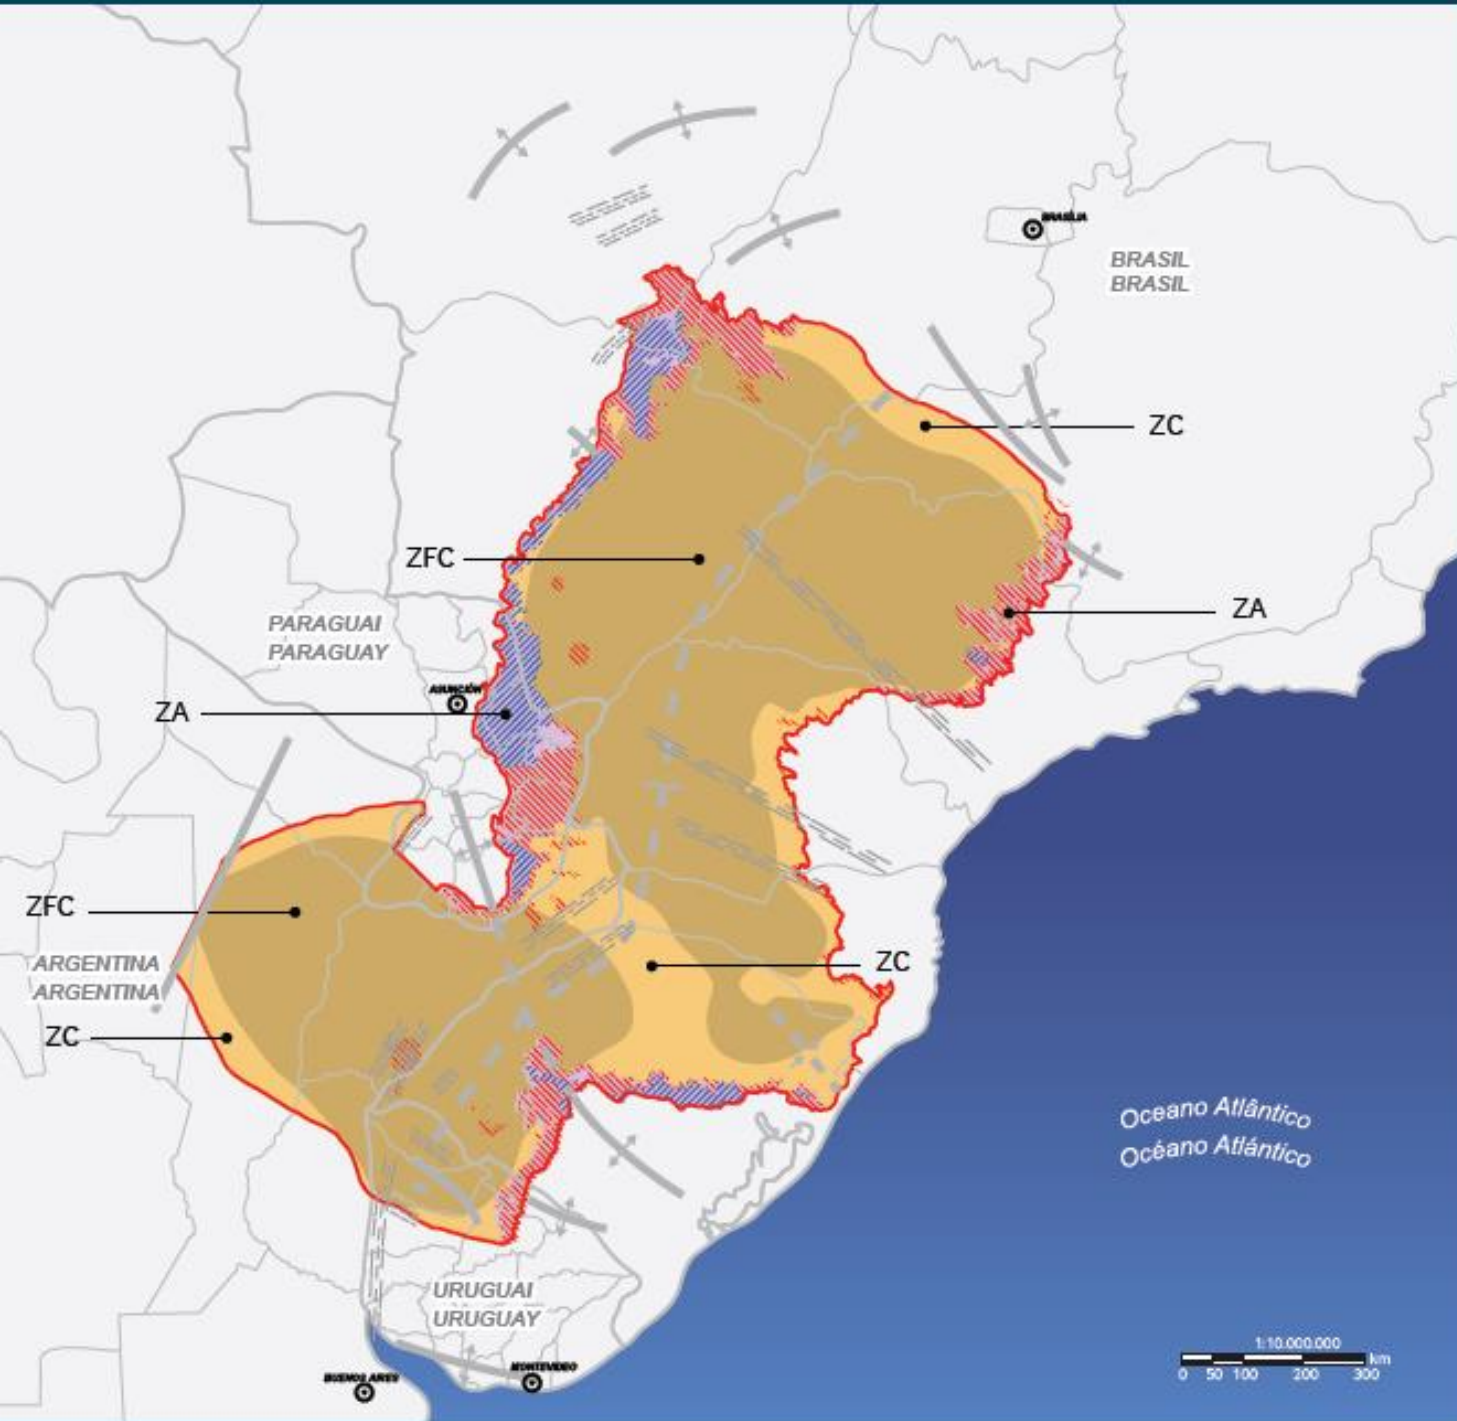 BRASÍLIA
BRASIL
BRASIL
ZC
ZFC
ZA
PARAGUAI
PARAGUAY
ASUNCIÓN
ZA
ZFC
ARGENTINA
ARGENTINA
ZC
ZC
Oceano Atlântico
Océano Atlántico
URUGUAI
URUGUAY
BUENOS AIRES
MONTEVIDEO
1:10.000.000
km
0 50 100 200 300